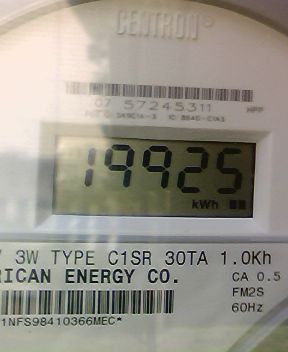 CENTRON®
07 57245311
19925
kWh
3W TYPE C1SR 30TA 1.0Kh
RICAN ENERGY CO.
CA 0.5
FM2S
60Hz
1NFS98410366MEC*